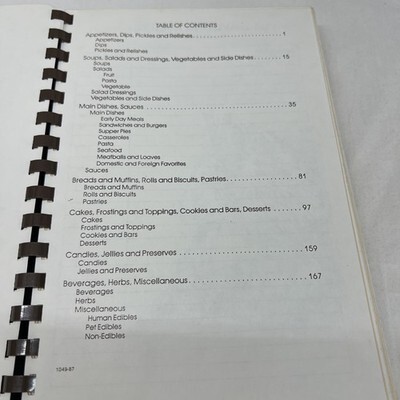 TABLE OF CONTENTS
Appetizers, Dips, Pickles and Relishes . . . . . . . . . . . . . . . . . . . . 1
Appetizers
Dips
Pickles and Relishes
Soups, Salads and Dressings, Vegetables and Side Dishes . . . . . . . 15
Soups
Salads
Fruit
Pasta
Vegetable
Salad Dressings
Vegetables and Side Dishes
Main Dishes, Sauces . . . . . . . . . . . . . . . . . . . . . . . . . . . . 35
Main Dishes
Early Day Meals
Sandwiches and Burgers
Supper Pies
Casseroles
Pasta
Seafood
Meatballs and Loaves
Domestic and Foreign Favorites
Sauces
Breads and Muffins, Rolls and Biscuits, Pastries . . . . . . . . . . . . . . . 81
Breads and Muffins
Rolls and Biscuits
Pastries
Cakes, Frostings and Toppings, Cookies and Bars, Desserts . . . . . . . 97
Cakes
Frostings and Toppings
Cookies and Bars
Desserts
Candies, Jellies and Preserves . . . . . . . . . . . . . . . . . . . . . . . 159
Candies
Jellies and Preserves
Beverages, Herbs, Miscellaneous . . . . . . . . . . . . . . . . . . . . . 167
Beverages
Herbs
Miscellaneous
Human Edibles
Pet Edibles
Non-Edibles
1049-87